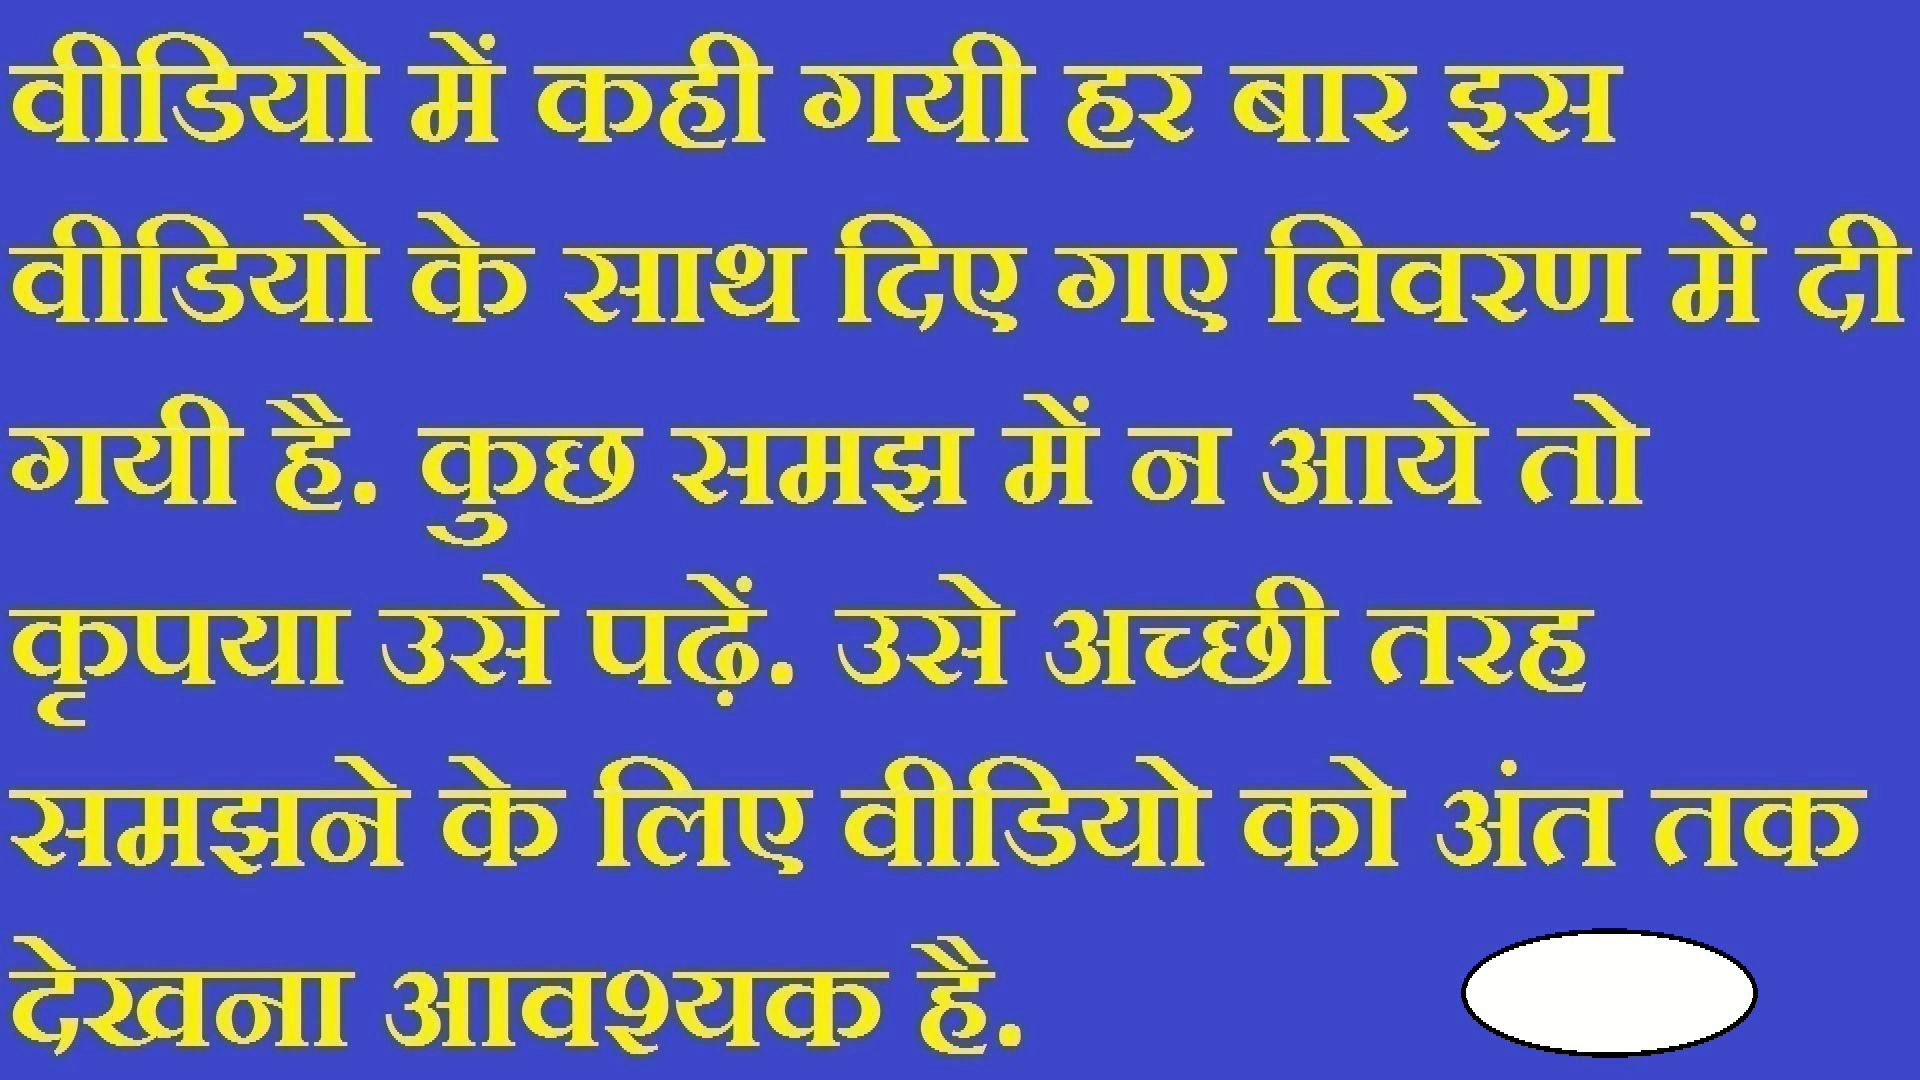 वीडियो में कही गयी हर बार इस
वीडियो के साथ दिए गए विवरण में दी
गयी है. कुछ समझ में न आये तो
कृपया उसे पढ़ें. उसे अच्छी तरह
समझने के लिए वीडियो को अंत तक
देखना आवश्यक है.